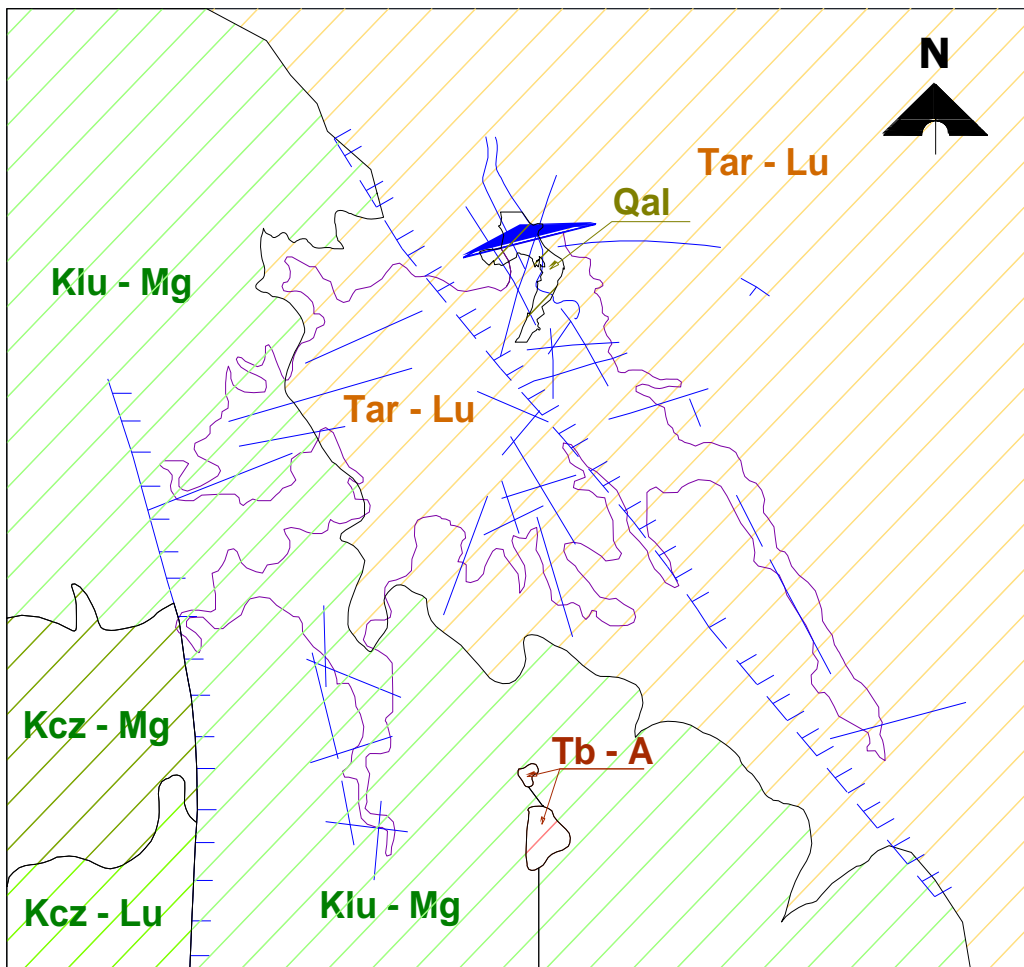 N
Tar - Lu
Qal
Klu - Mg
Tar - Lu
Kcz - Mg
Tb - A
Klu - Mg
Kcz - Lu